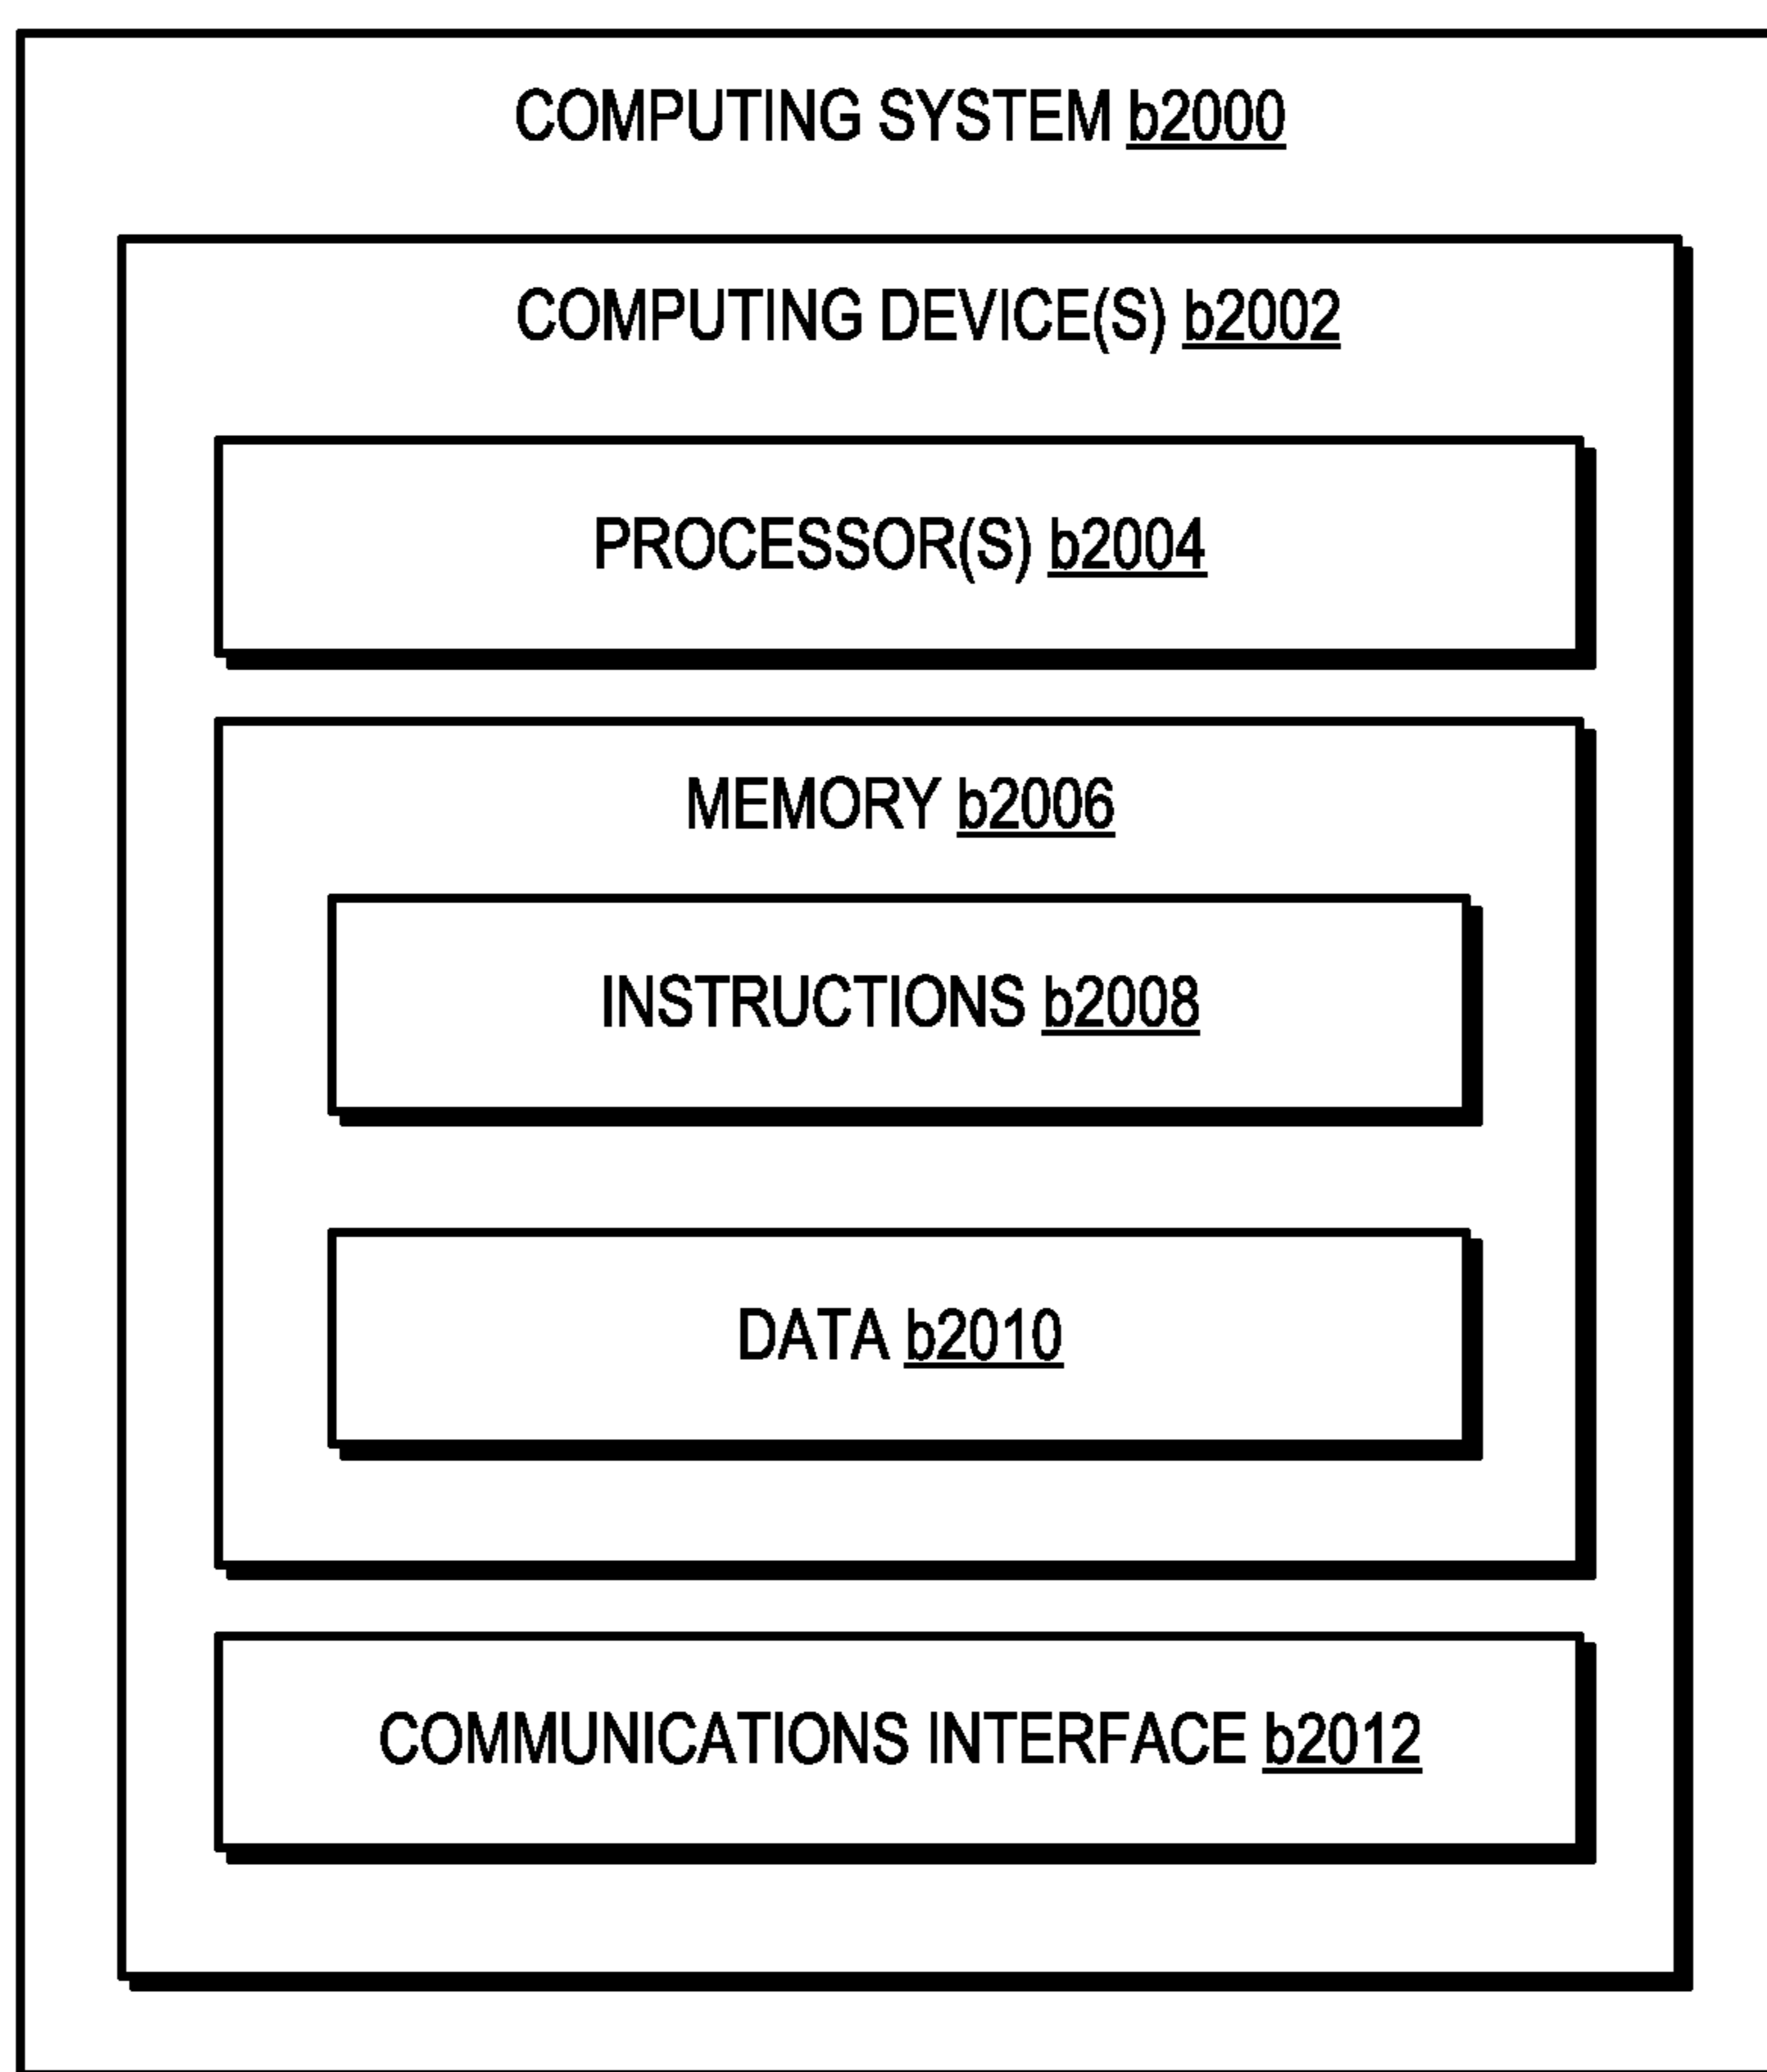 COMPUTING SYSTEM b2000
COMPUTING DEVICE(S) b2002
PROCESSOR(S) b2004
MEMORY b2006
INSTRUCTIONS b2008
DATA b2010
COMMUNICATIONS INTERFACE b2012